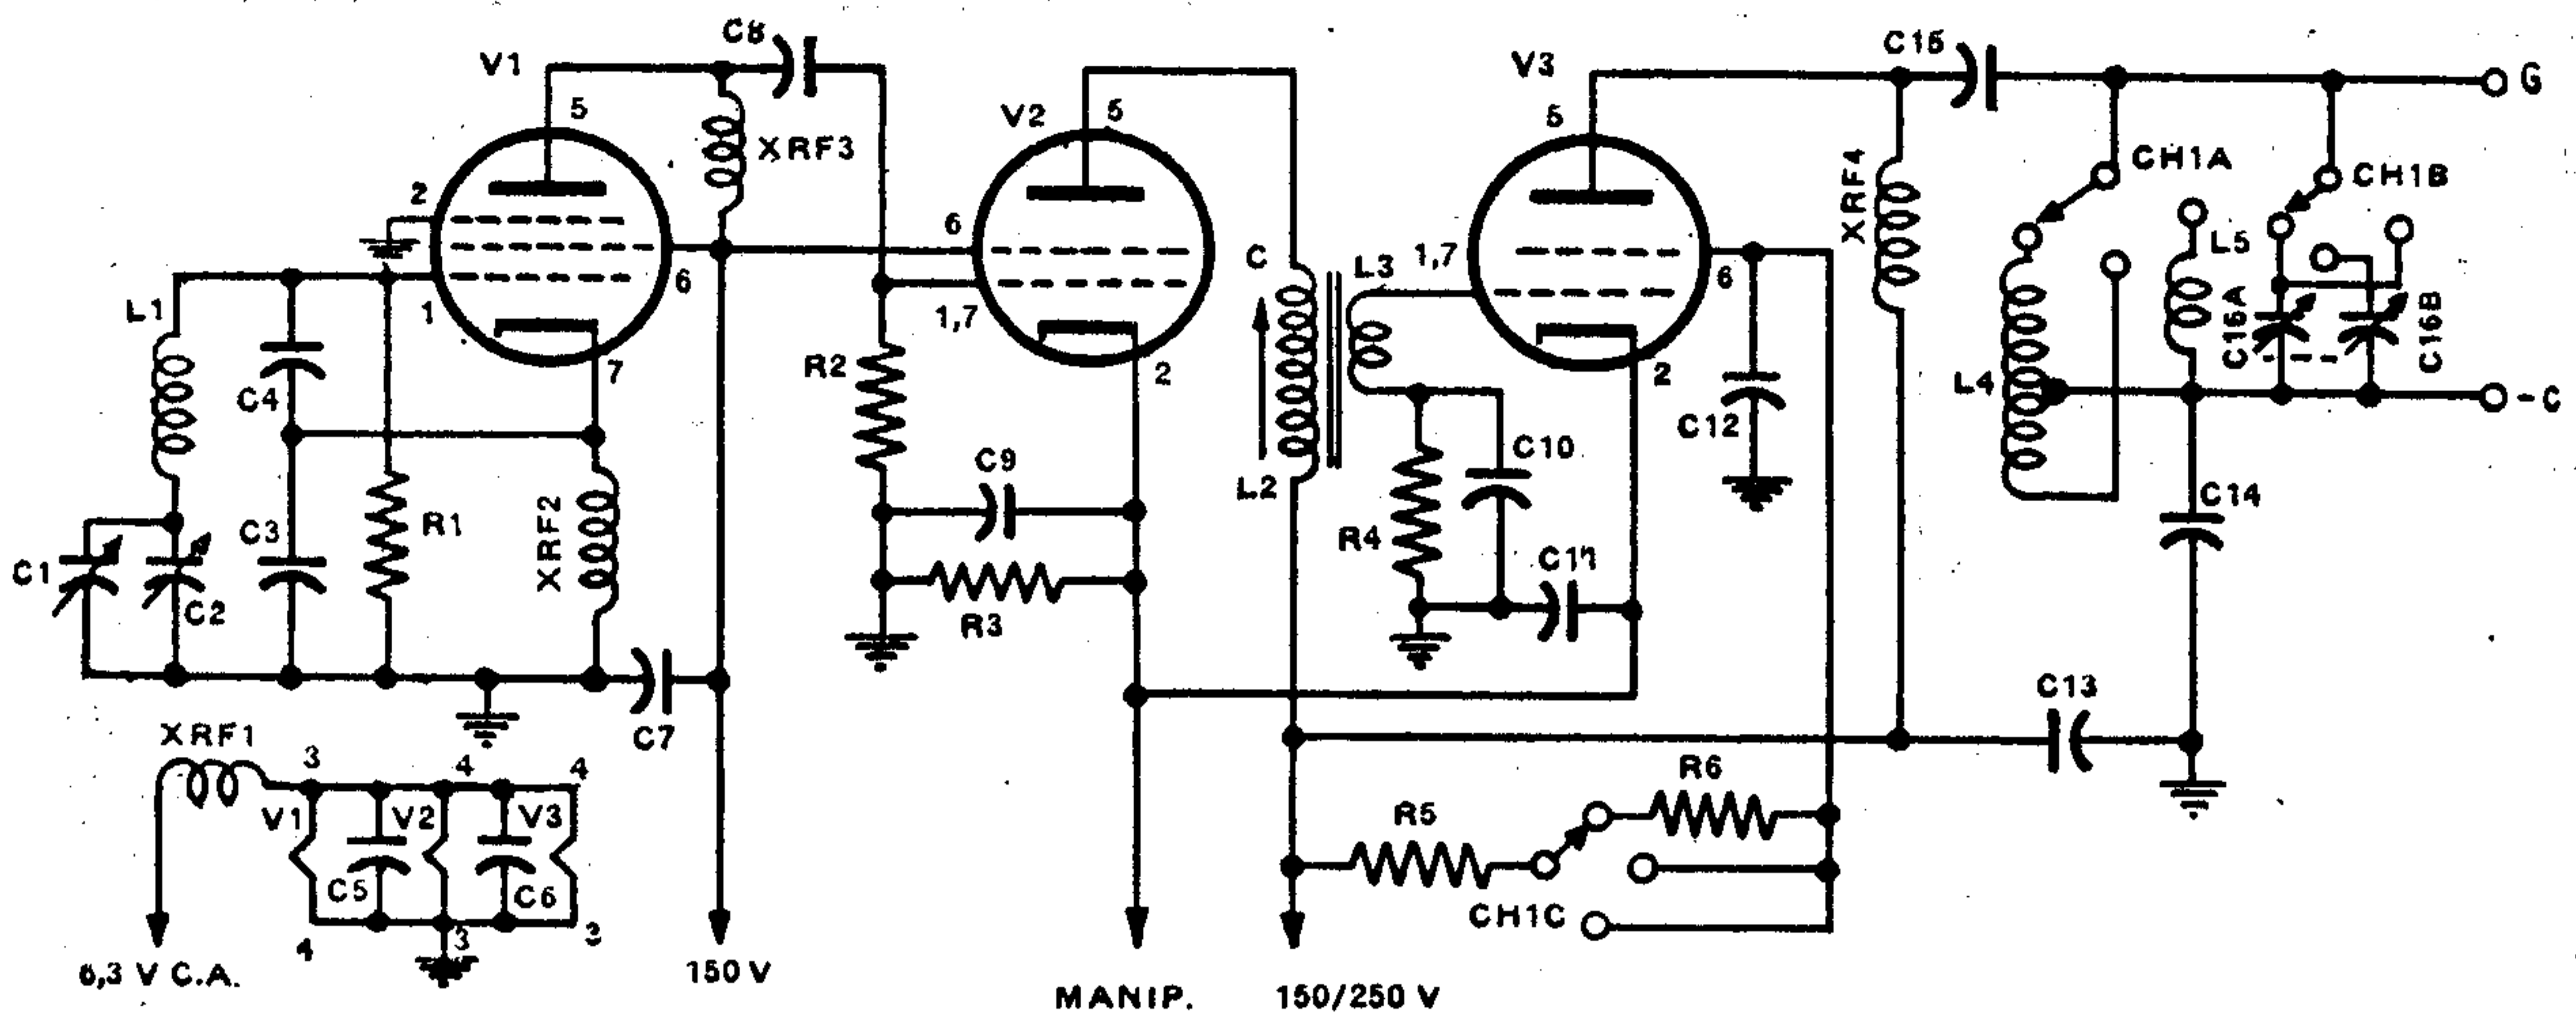 C8
V1
5
XRF3
2
1
6
7
L1
C4
C3
R1
XRF2
C1
C2
C7
XRF1
3
4
4
V1
V2
V3
C5
C6
4
3
3
6,3 V C.A.
150 V
V2
5
6
1,7
2
R2
C9
R3
MANIP.
C
L2
L3
150/250 V
V3
5
1,7
6
2
R4
C10
C11
C12
XRF4
R5
R6
CH1C
C15
G
CH1A
CH1B
L5
L4
C16A
C16B
-C
C14
C13